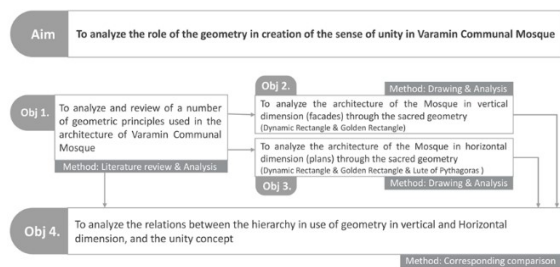 Aim
To analyze the role of the geometry in creation of the sense of unity in Varamin Communal Mosque
Obj 1.
To analyze and review of a number
of geometric principles used in the
architecture of Varamin Communal
Mosque
Method: Literature review & Analysis
Obj 2.
Method: Drawing & Analysis
To analyze the architecture of the Mosque in vertical
dimension (facades) through the sacred geometry
(Dynamic Rectangle & Golden Rectangle)
To analyze the architecture of the Mosque in horizontal
dimension (plans) through the sacred geometry
(Dynamic Rectangle & Golden Rectangle & Lute of Pythagoras )
Obj 3.
Method: Drawing & Analysis
Obj 4.
To analyze the relations between the hierarchy in use of geometry in vertical and Horizontal
dimension, and the unity concept
Method: Corresponding comparison